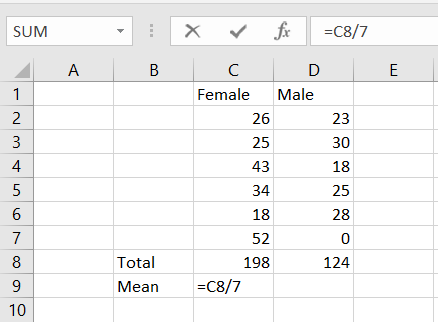 SUM fx =C8/7
A B C D E
1 Female Male
2 26 23
3 25 30
4 43 18
5 34 25
6 18 28
7 52 0
8 Total 198 124
9 Mean =C8/7
10